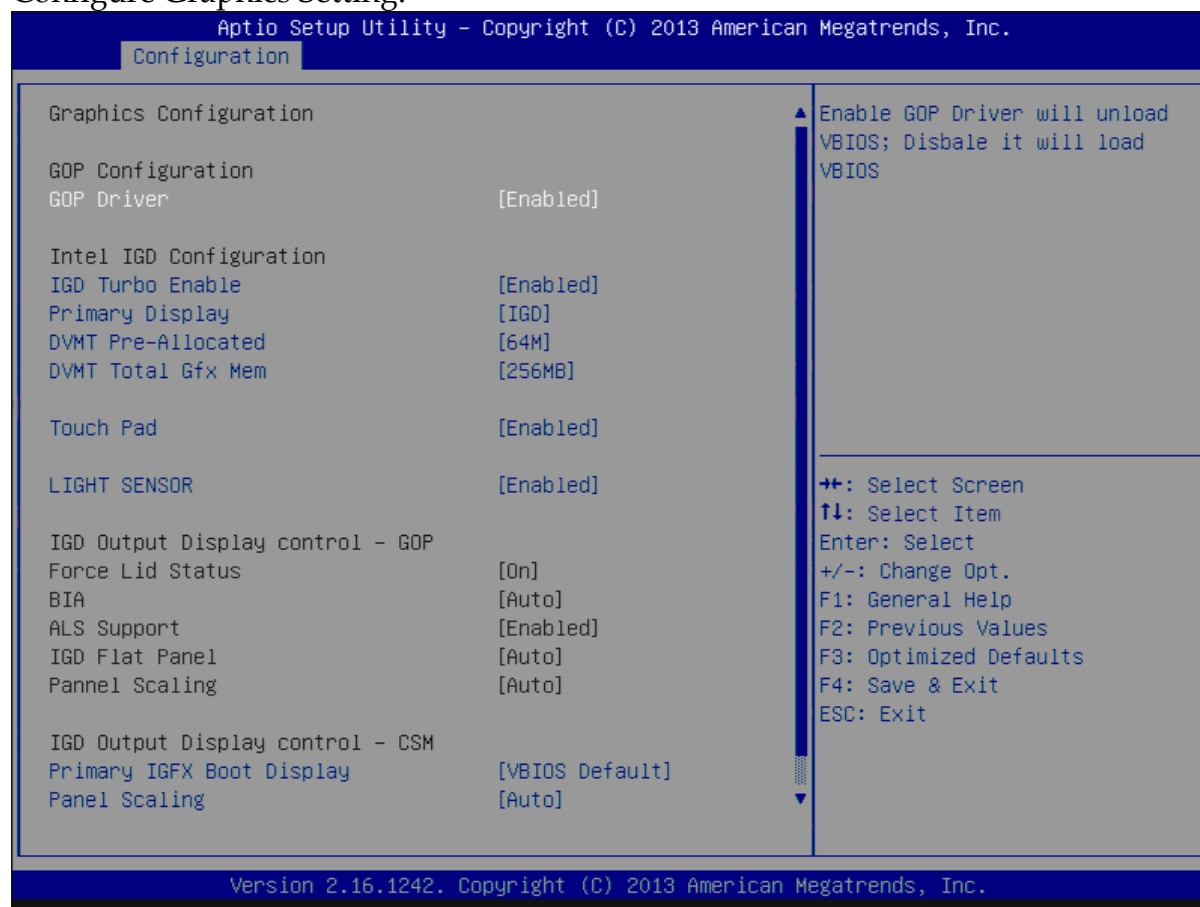 Configure Graphics Setting.
Aptio Setup Utility – Copyright (C) 2013 American Megatrends, Inc.
Configuration
Graphics Configuration
GOP Configuration
GOP Driver [Enabled]
Intel IGD Configuration
IGD Turbo Enable [Enabled]
Primary Display [IGD]
DVMT Pre-Allocated [64M]
DVMT Total Gfx Mem [256MB]
Touch Pad [Enabled]
LIGHT SENSOR [Enabled]
IGD Output Display control – GOP
Force Lid Status [On]
BIA [Auto]
ALS Support [Enabled]
IGD Flat Panel [Auto]
Pannel Scaling [Auto]
IGD Output Display control – CSM
Primary IGFX Boot Display [VBIOS Default]
Panel Scaling [Auto]
Enable GOP Driver will unload
VBIOS; Disbale it will load
VBIOS
→←: Select Screen
↑↓: Select Item
Enter: Select
+/-: Change Opt.
F1: General Help
F2: Previous Values
F3: Optimized Defaults
F4: Save & Exit
ESC: Exit
Version 2.16.1242. Copyright (C) 2013 American Megatrends, Inc.